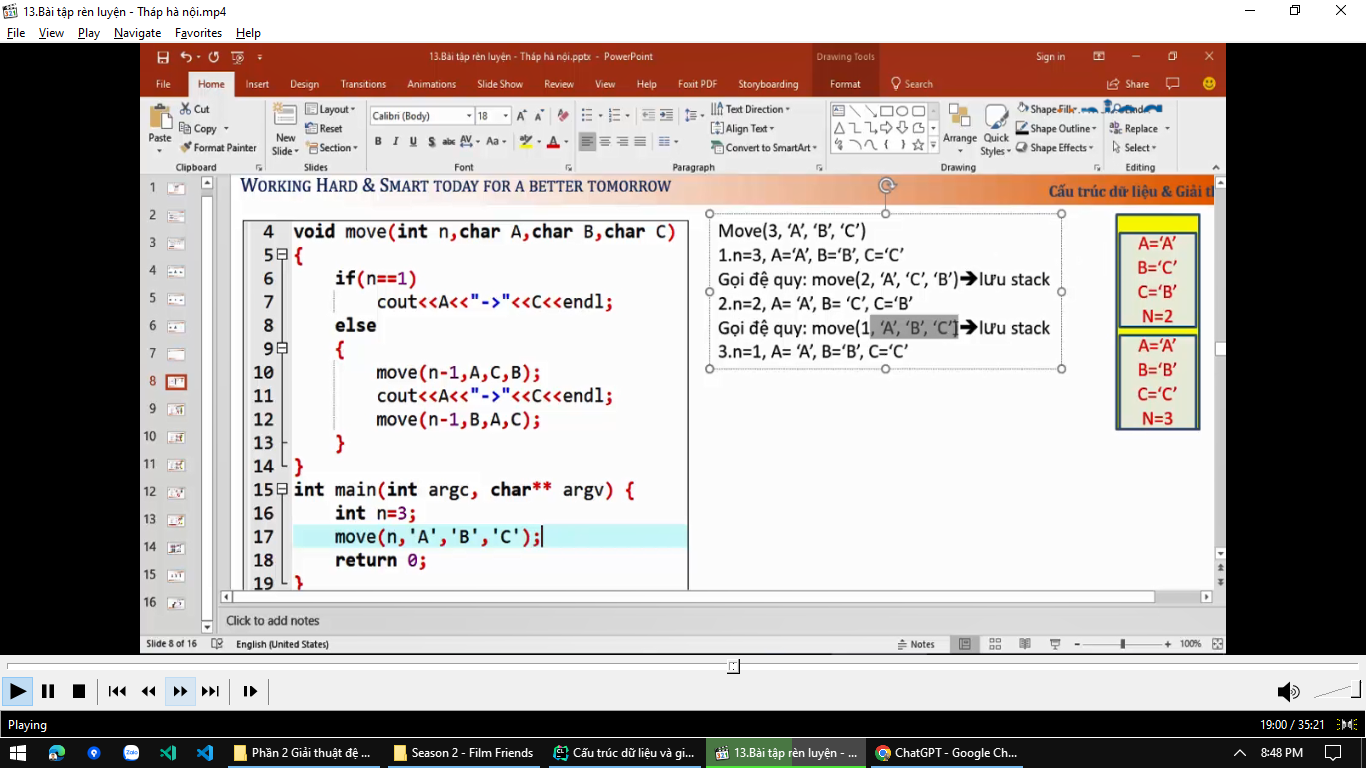 13.Bài tập rèn luyện - Tháp hà nội.mp4
File View Play Navigate Favorites Help
13.Bài tập rèn luyện - Tháp hà nội.pptx - PowerPoint
Drawing Tools
Sign in
File Home Insert Design Transitions Animations Slide Show Review View Help Foxit PDF Storyboarding Format Search Share
Paste
Cut
Copy
Format Painter
Clipboard
New Slide
Layout
Reset
Section
Slides
Calibri (Body) 18
B I U S abc AV Aa A
Font
Text Direction
Align Text
Convert to SmartArt
Paragraph
Arrange
Quick Styles
Shape Fill
Shape Outline
Shape Effects
Drawing
Find
Replace
Select
Editing
1
2
3
4
5
6
7
8
9
10
11
12
13
14
15
16
WORKING HARD & SMART TODAY FOR A BETTER TOMORROW
Cấu trúc dữ liệu & Giải th
4 void move(int n,char A,char B,char C)
5 {
6 if(n==1)
7 cout<<A<<"->"<<C<<endl;
8 else
9 {
10 move(n-1,A,C,B);
11 cout<<A<<"->"<<C<<endl;
12 move(n-1,B,A,C);
13 }
14 }
15 int main(int argc, char** argv) {
16 int n=3;
17 move(n,'A','B','C');
18 return 0;
19 }
Move(3, ‘A’, ‘B’, ‘C’)
1.n=3, A=‘A’, B=‘B’, C=‘C’
Gọi đệ quy: move(2, ‘A’, ‘C’, ‘B’)➔lưu stack
2.n=2, A= ‘A’, B= ‘C’, C=‘B’
Gọi đệ quy: move(1, ‘A’, ‘B’, ‘C’)➔lưu stack
3.n=1, A= ‘A’, B=‘B’, C=‘C’
A=‘A’
B=‘C’
C=‘B’
N=2
A=‘A’
B=‘B’
C=‘C’
N=3
Click to add notes
Slide 8 of 16 English (United States) Notes 100%
Playing 19:00 / 35:21
Zalo
Phần 2 Giải thuật đệ ...
Season 2 - Film Friends
Cấu trúc dữ liệu và gi...
13.Bài tập rèn luyện - ...
ChatGPT - Google Ch...
8:48 PM